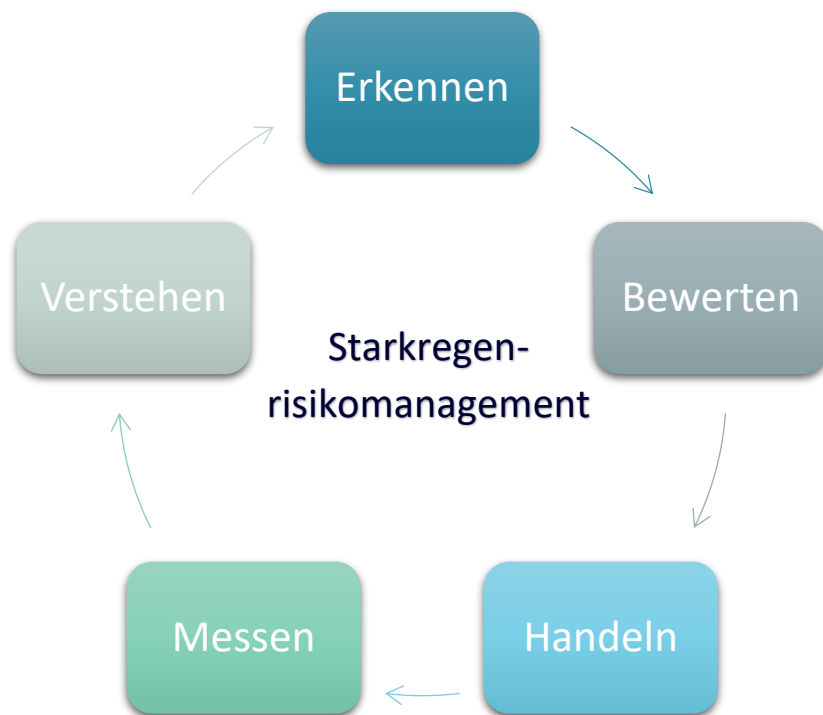 Erkennen
Bewerten
Handeln
Messen
Verstehen
Starkregen-
risikomanagement